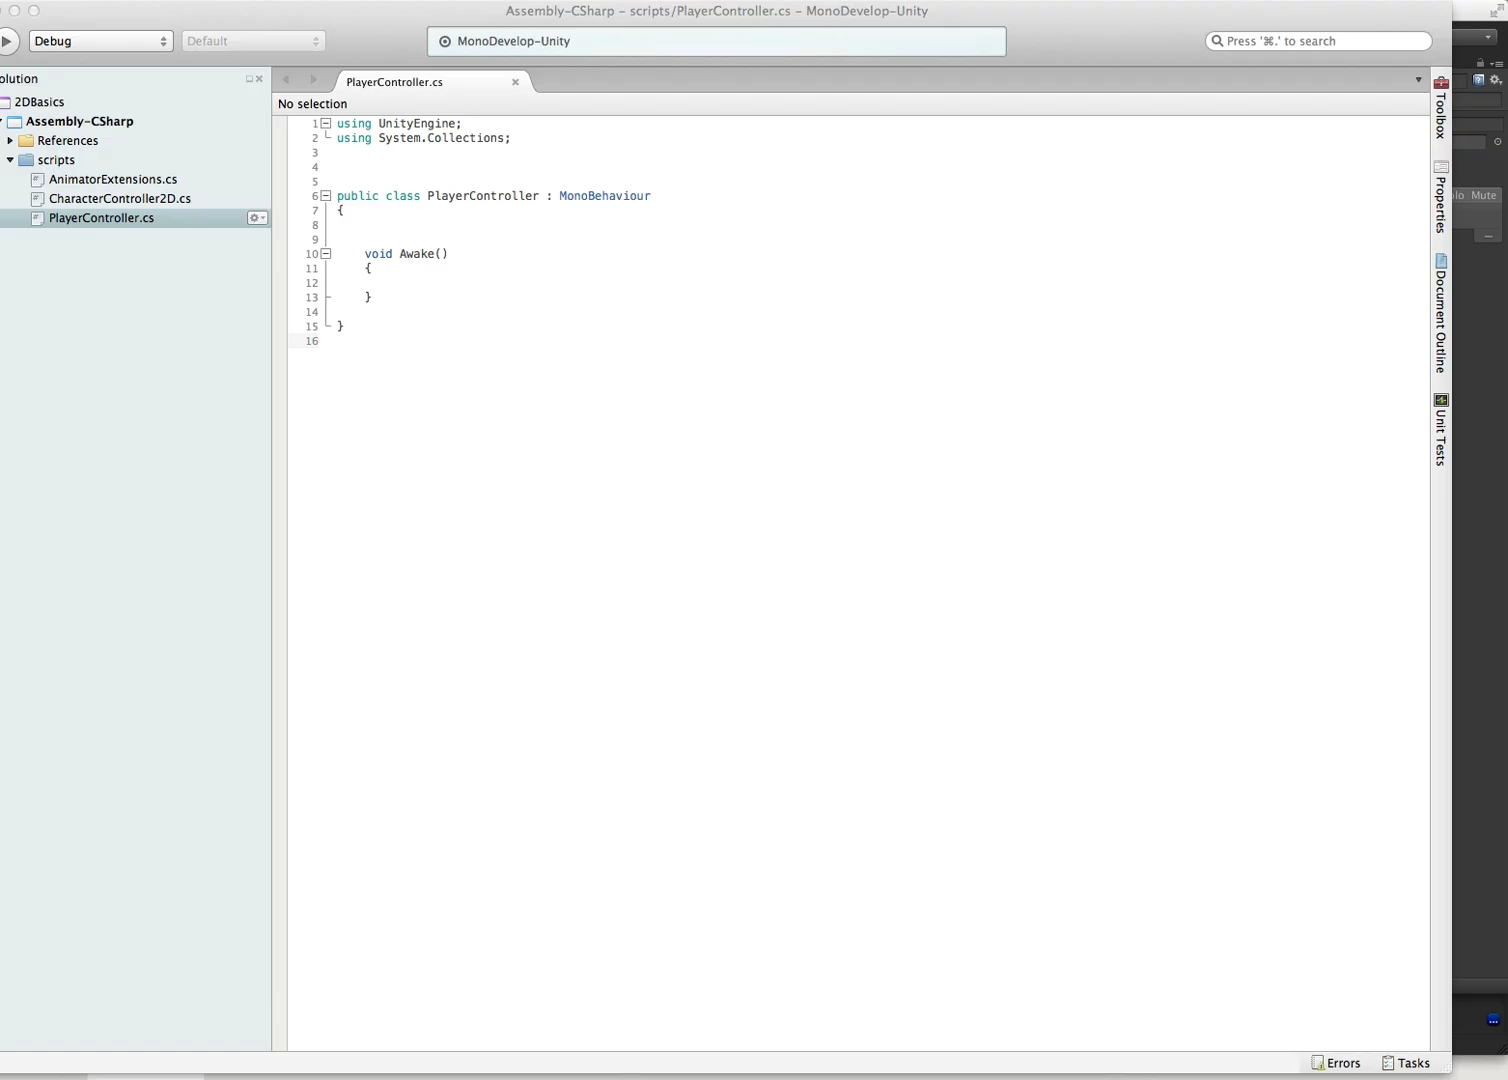 Assembly-CSharp – scripts/PlayerController.cs – MonoDevelop-Unity
Debug
Default
MonoDevelop-Unity
Press '⌘.' to search
olution
2DBasics
Assembly-CSharp
References
scripts
AnimatorExtensions.cs
CharacterController2D.cs
PlayerController.cs
PlayerController.cs
No selection
1 using UnityEngine;
2 using System.Collections;
3
4
5
6 public class PlayerController : MonoBehaviour
7 {
8
9
10 void Awake()
11 {
12
13 }
14
15 }
16
Toolbox
Properties
Document Outline
Unit Tests
olo Mute
Errors
Tasks